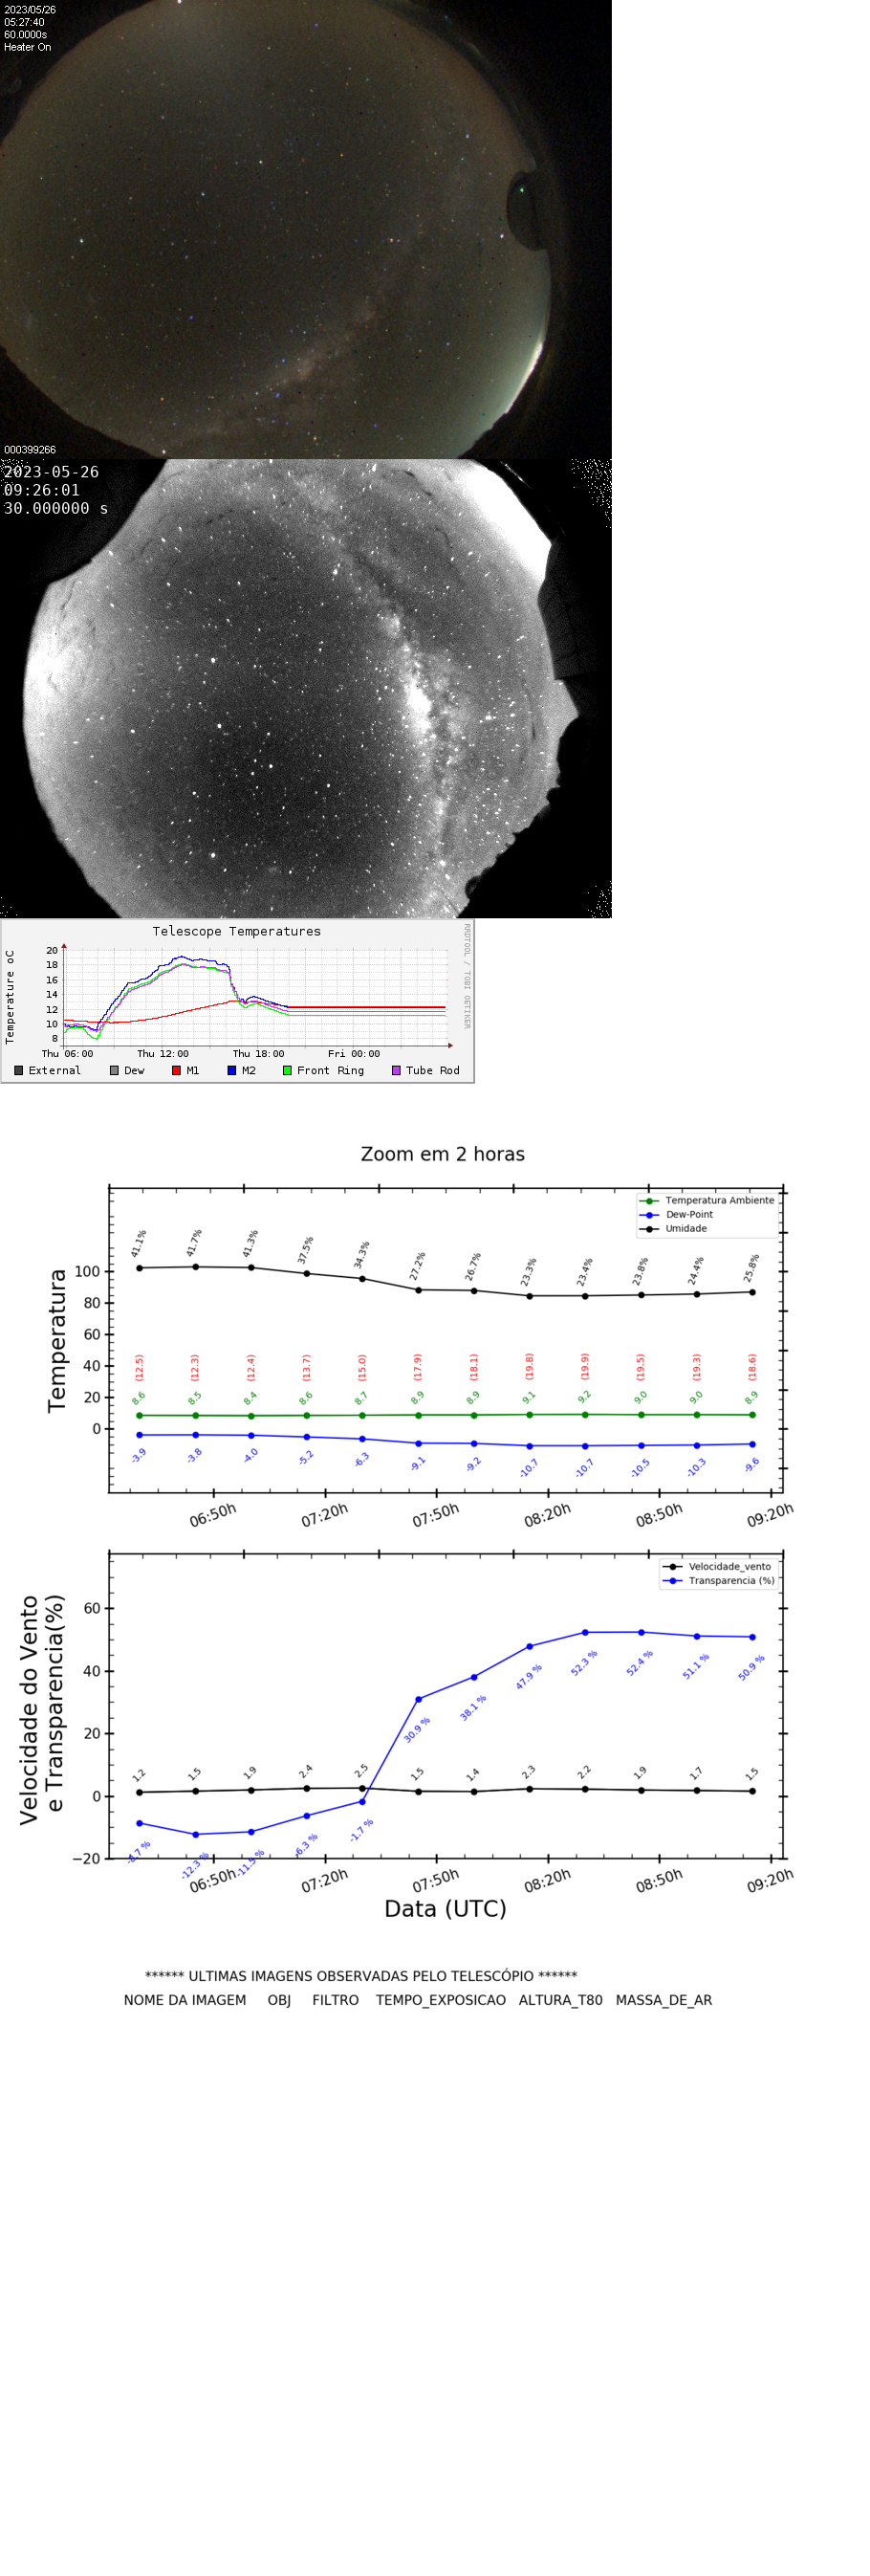 2023/05/26
05:27:40
60.0000s
Heater On
000399266
2023-05-26
09:26:01
30.000000 s
Telescope Temperatures
RRDTOOL / TOBI OETIKER
Temperature oC
20
18
16
14
12
10
8
Thu 06:00 Thu 12:00 Thu 18:00 Fri 00:00
External Dew M1 M2 Front Ring Tube Rod
Zoom em 2 horas
Temperatura Ambiente
Dew-Point
Umidade
41.1% 41.7% 41.3% 37.5% 34.3% 27.2% 26.7% 23.3% 23.4% 23.8% 24.4% 25.8%
Temperatura
100
80
60
40
20
0
(12.5) (12.3) (12.4) (13.7) (15.0) (17.9) (18.1) (19.8) (19.9) (19.5) (19.3) (18.6)
8.6 8.5 8.4 8.6 8.7 8.9 8.9 9.1 9.2 9.0 9.0 8.9
-3.9 -3.8 -4.0 -5.2 -6.3 -9.1 -9.2 -10.7 -10.7 -10.5 -10.3 -9.6
06:50h 07:20h 07:50h 08:20h 08:50h 09:20h
Velocidade_vento
Transparencia (%)
Velocidade do Vento
e Transparencia(%)
60
40
20
0
−20
30.9 % 38.1 % 47.9 % 52.3 % 52.4 % 51.1 % 50.9 %
1.2 1.5 1.9 2.4 2.5 1.5 1.4 2.3 2.2 1.9 1.7 1.5
-8.7 % -12.3 % -11.5 % -6.3 % -1.7 %
06:50h 07:20h 07:50h 08:20h 08:50h 09:20h
Data (UTC)
****** ULTIMAS IMAGENS OBSERVADAS PELO TELESCÓPIO ******
NOME DA IMAGEM OBJ FILTRO TEMPO_EXPOSICAO ALTURA_T80 MASSA_DE_AR